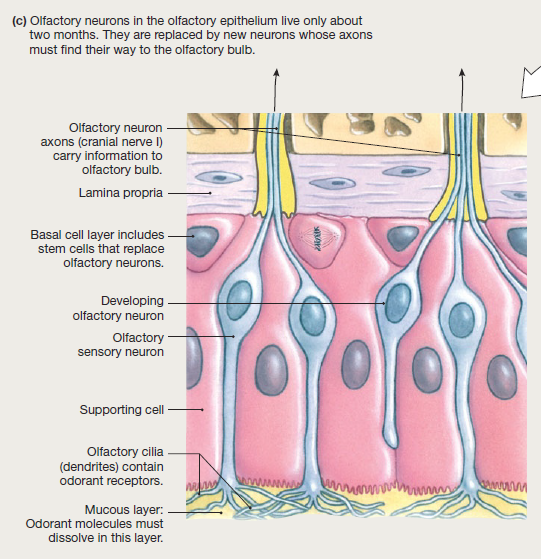 (c) Olfactory neurons in the olfactory epithelium live only about
two months. They are replaced by new neurons whose axons
must find their way to the olfactory bulb.
Olfactory neuron
axons (cranial nerve I)
carry information to
olfactory bulb.
Lamina propria
Basal cell layer includes
stem cells that replace
olfactory neurons.
Developing
olfactory neuron
Olfactory
sensory neuron
Supporting cell
Olfactory cilia
(dendrites) contain
odorant receptors.
Mucous layer:
Odorant molecules must
dissolve in this layer.